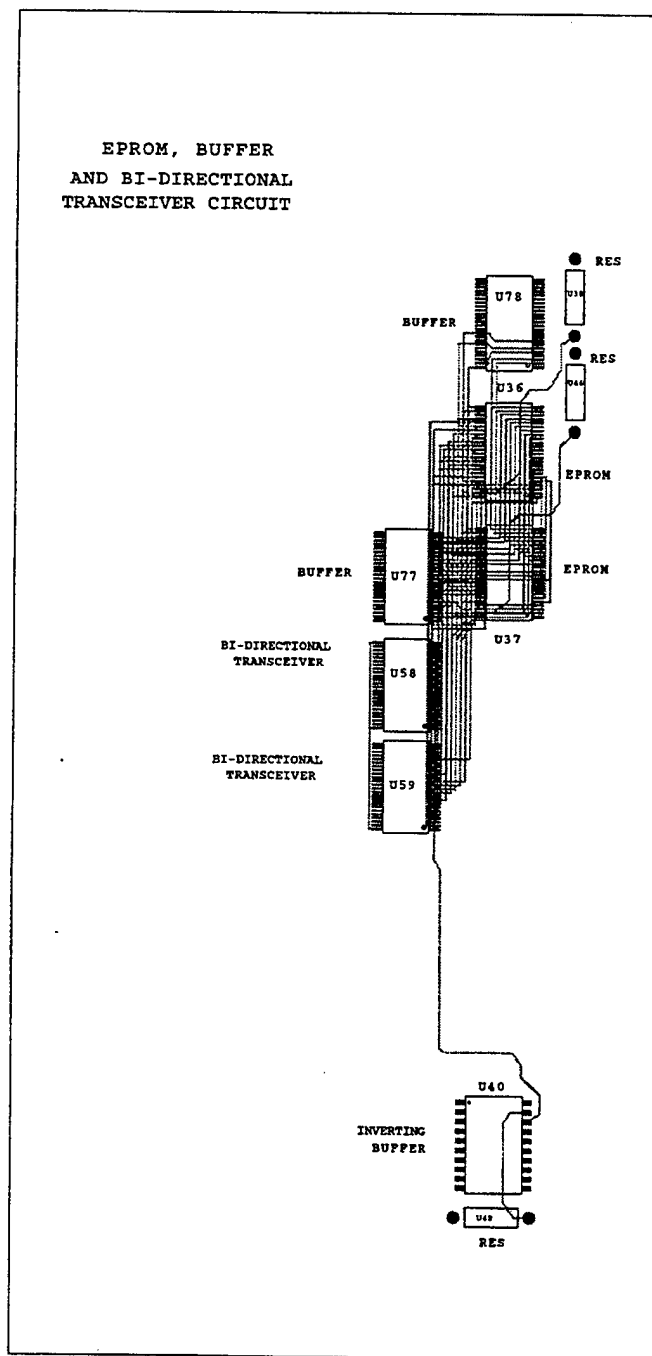 EPROM, BUFFER
AND BI-DIRECTIONAL
TRANSCEIVER CIRCUIT
RES
U78
BUFFER
RES
U36
EPROM
BUFFER
U77
EPROM
U37
BI-DIRECTIONAL
TRANSCEIVER
U58
BI-DIRECTIONAL
TRANSCEIVER
U59
U40
INVERTING
BUFFER
RES